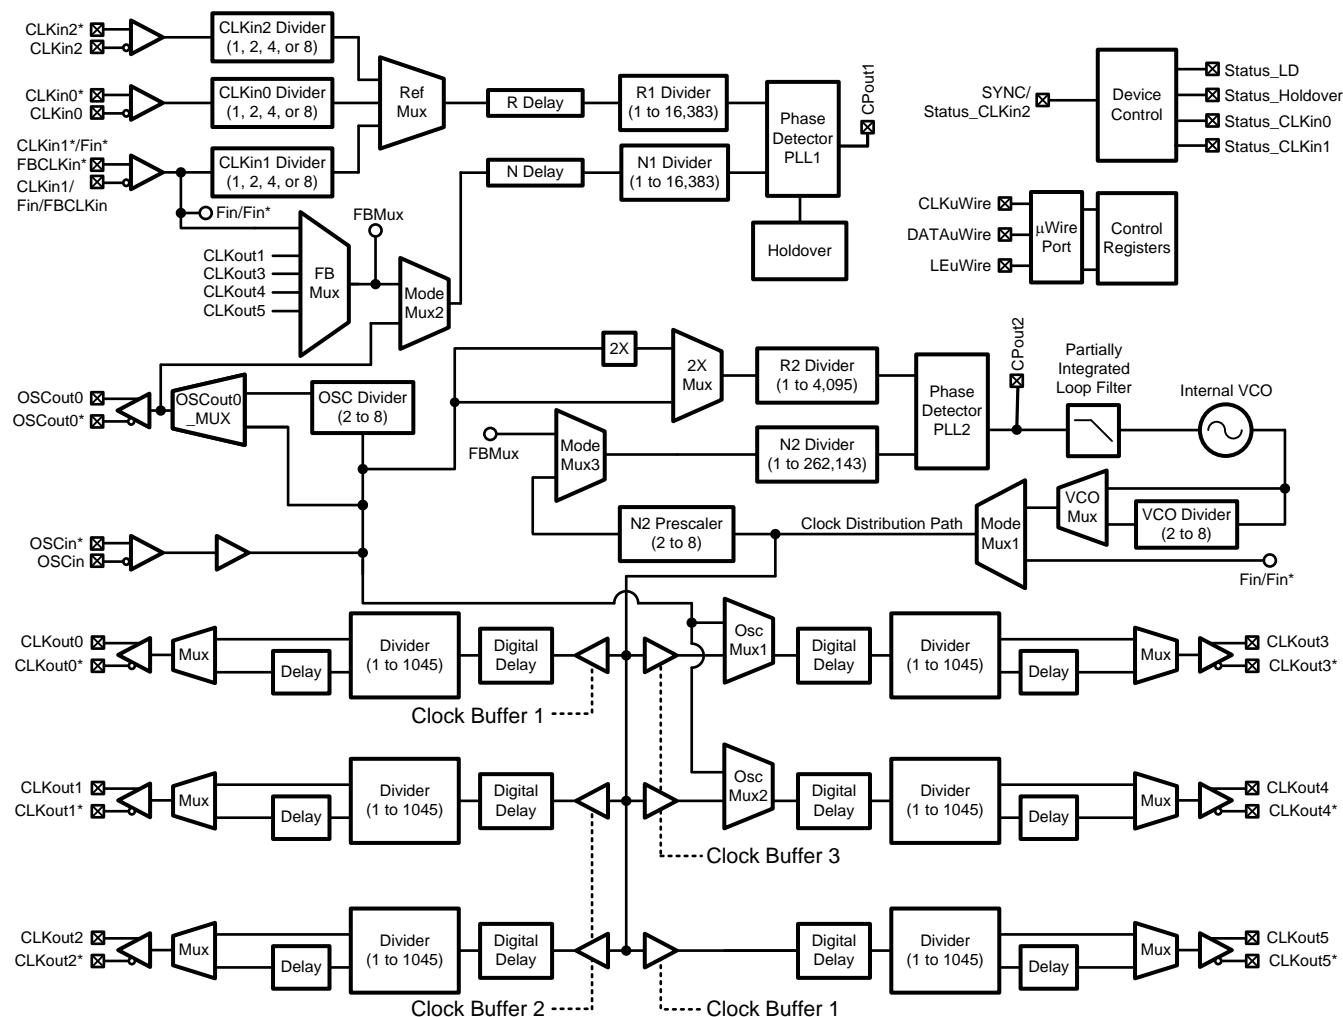 CLKin2*
CLKin2
CLKin2 Divider
(1, 2, 4, or 8)
CLKin0*
CLKin0
CLKin0 Divider
(1, 2, 4, or 8)
CLKin1*/Fin*
FBCLKin*
CLKin1/
Fin/FBCLKin
CLKin1 Divider
(1, 2, 4, or 8)
Ref
Mux
R Delay
R1 Divider
(1 to 16,383)
N Delay
N1 Divider
(1 to 16,383)
Phase
Detector
PLL1
CPout1
Holdover
SYNC/
Status_CLKin2
Device
Control
Status_LD
Status_Holdover
Status_CLKin0
Status_CLKin1
CLKuWire
DATAuWire
LEuWire
µWire
Port
Control
Registers
Fin/Fin*
FBMux
CLKout1
CLKout3
CLKout4
CLKout5
FB
Mux
Mode
Mux2
OSCout0
OSCout0*
OSCout0
_MUX
OSC Divider
(2 to 8)
2X
2X
Mux
R2 Divider
(1 to 4,095)
Phase
Detector
PLL2
CPout2
Partially
Integrated
Loop Filter
Internal VCO
FBMux
Mode
Mux3
N2 Divider
(1 to 262,143)
N2 Prescaler
(2 to 8)
Clock Distribution Path
Mode
Mux1
VCO
Mux
VCO Divider
(2 to 8)
Fin/Fin*
OSCin*
OSCin
CLKout0
CLKout0*
Mux
Delay
Divider
(1 to 1045)
Digital
Delay
Osc
Mux1
Digital
Delay
Divider
(1 to 1045)
Delay
Mux
CLKout3
CLKout3*
Clock Buffer 1
CLKout1
CLKout1*
Mux
Delay
Divider
(1 to 1045)
Digital
Delay
Osc
Mux2
Digital
Delay
Divider
(1 to 1045)
Delay
Mux
CLKout4
CLKout4*
Clock Buffer 3
CLKout2
CLKout2*
Mux
Delay
Divider
(1 to 1045)
Digital
Delay
Digital
Delay
Divider
(1 to 1045)
Delay
Mux
CLKout5
CLKout5*
Clock Buffer 2
Clock Buffer 1